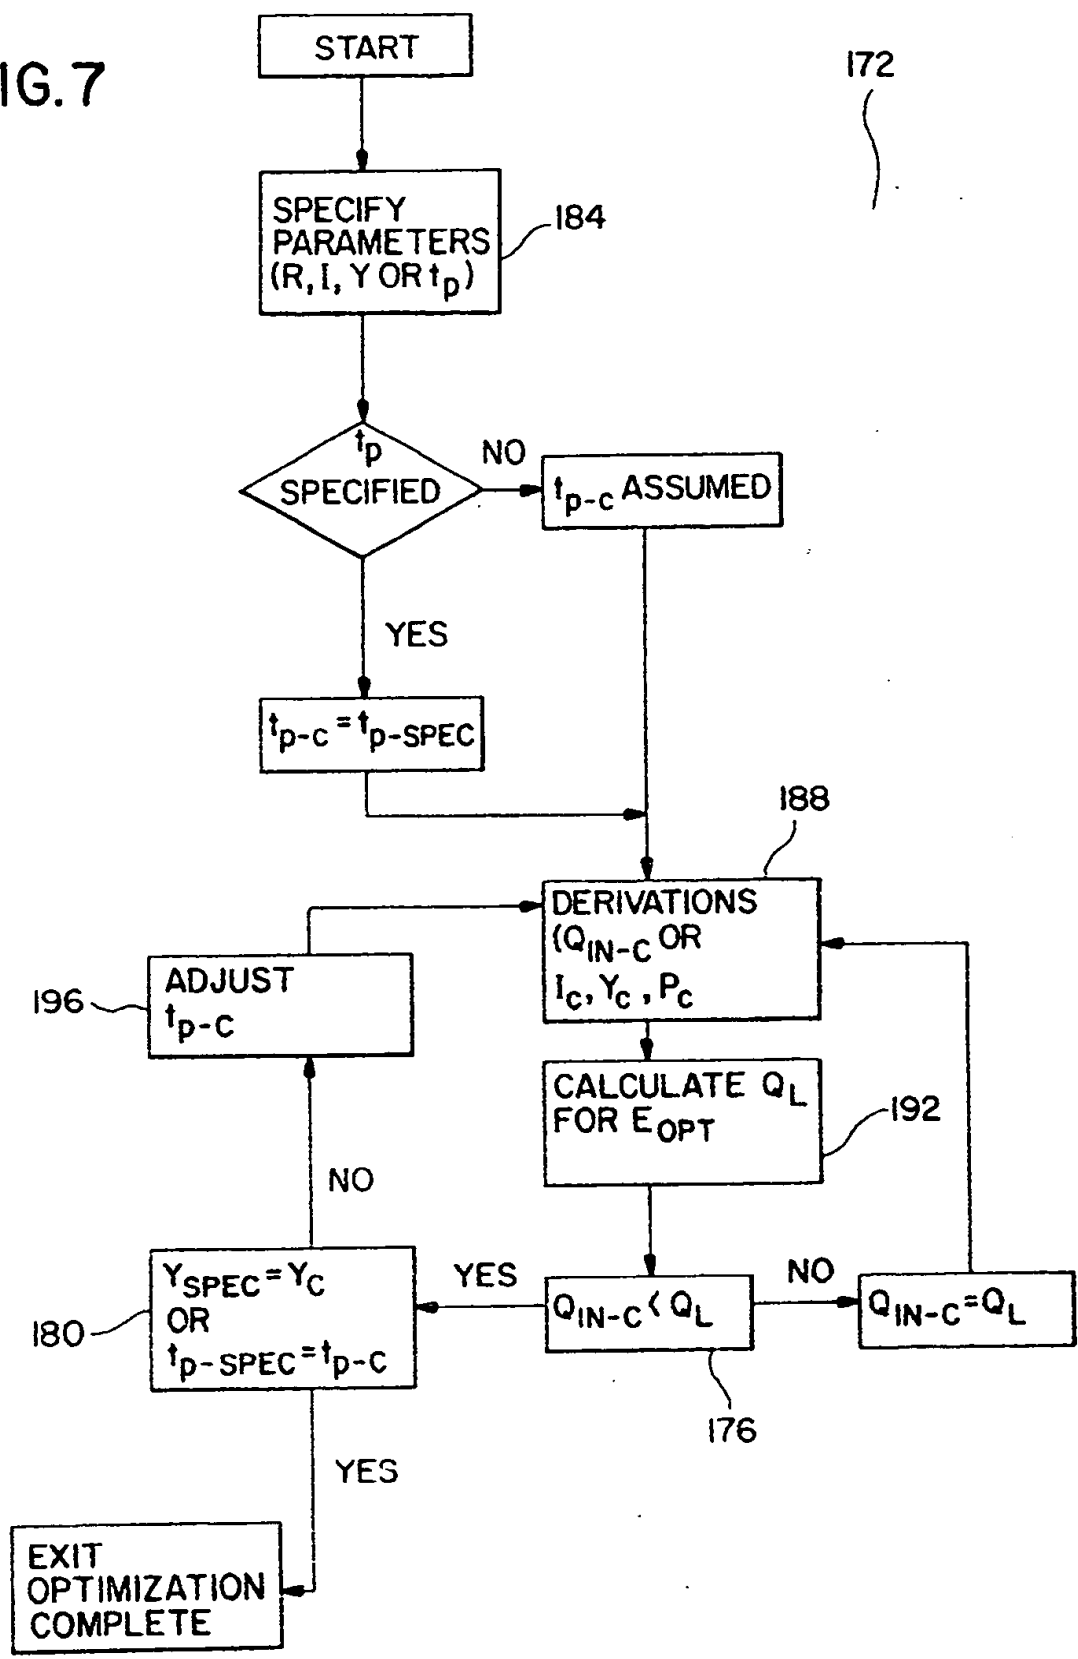 IG. 7
START
172
SPECIFY
PARAMETERS
(R, I, Y OR tp)
184
tp
SPECIFIED
NO
tp-c ASSUMED
YES
tp-c = tp-SPEC
188
DERIVATIONS
(QIN-C OR
Ic, Yc, Pc
ADJUST
tp-C
196
CALCULATE QL
FOR EOPT
192
NO
YSPEC = YC
OR
tp-SPEC = tp-C
180
YES
QIN-C < QL
NO
QIN-C = QL
176
YES
EXIT
OPTIMIZATION
COMPLETE